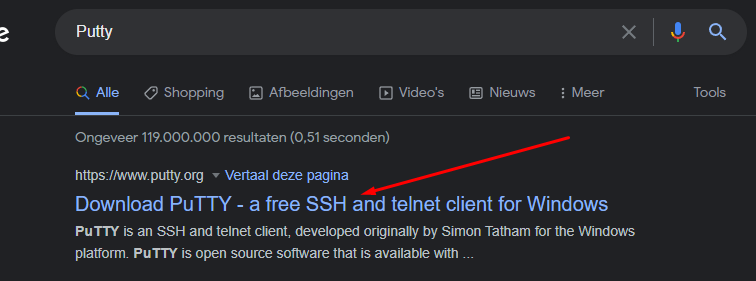 e
Putty
Alle Shopping Afbeeldingen Video's Nieuws Meer Tools
Ongeveer 119.000.000 resultaten (0,51 seconden)
https://www.putty.org Vertaal deze pagina
Download PuTTY - a free SSH and telnet client for Windows
PuTTY is an SSH and telnet client, developed originally by Simon Tatham for the Windows
platform. PuTTY is open source software that is available with ...